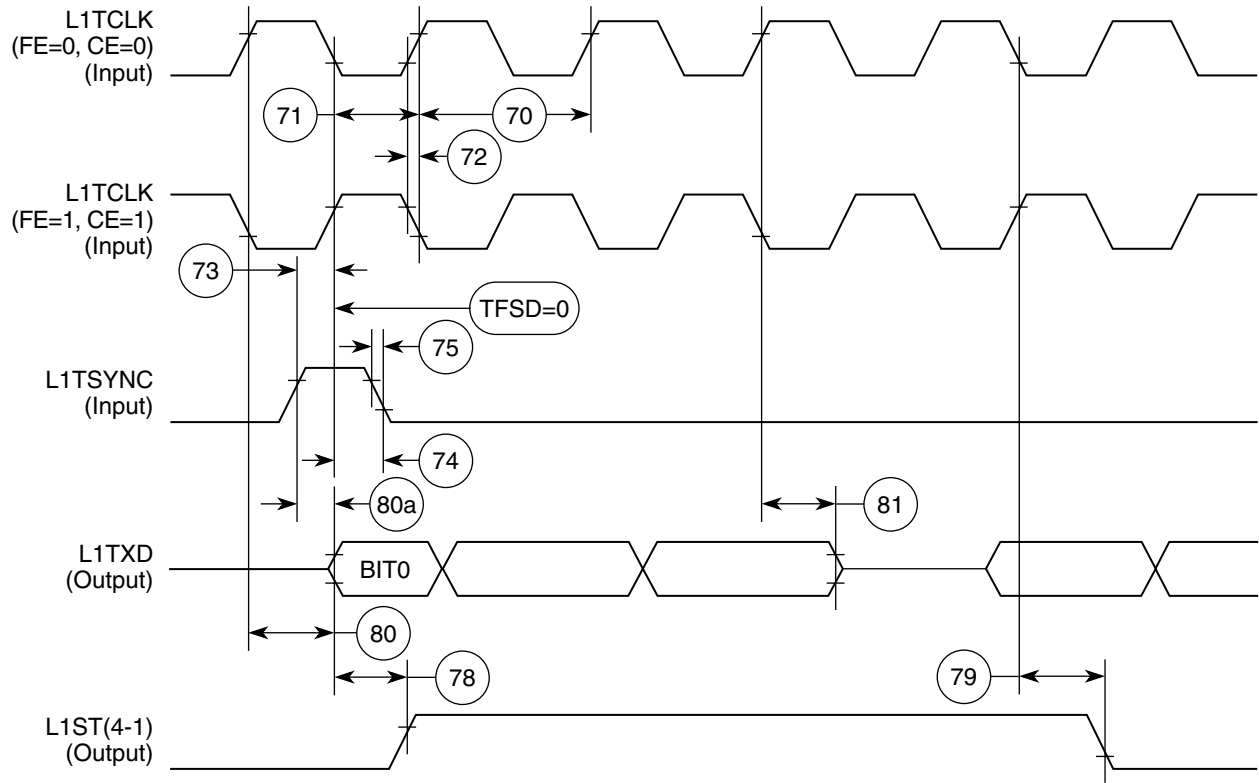 L1TCLK
(FE=0, CE=0)
(Input)
71
70
72
L1TCLK
(FE=1, CE=1)
(Input)
73
TFSD=0
75
L1TSYNC
(Input)
74
80a
81
L1TXD
(Output)
BIT0
80
78
79
L1ST(4-1)
(Output)